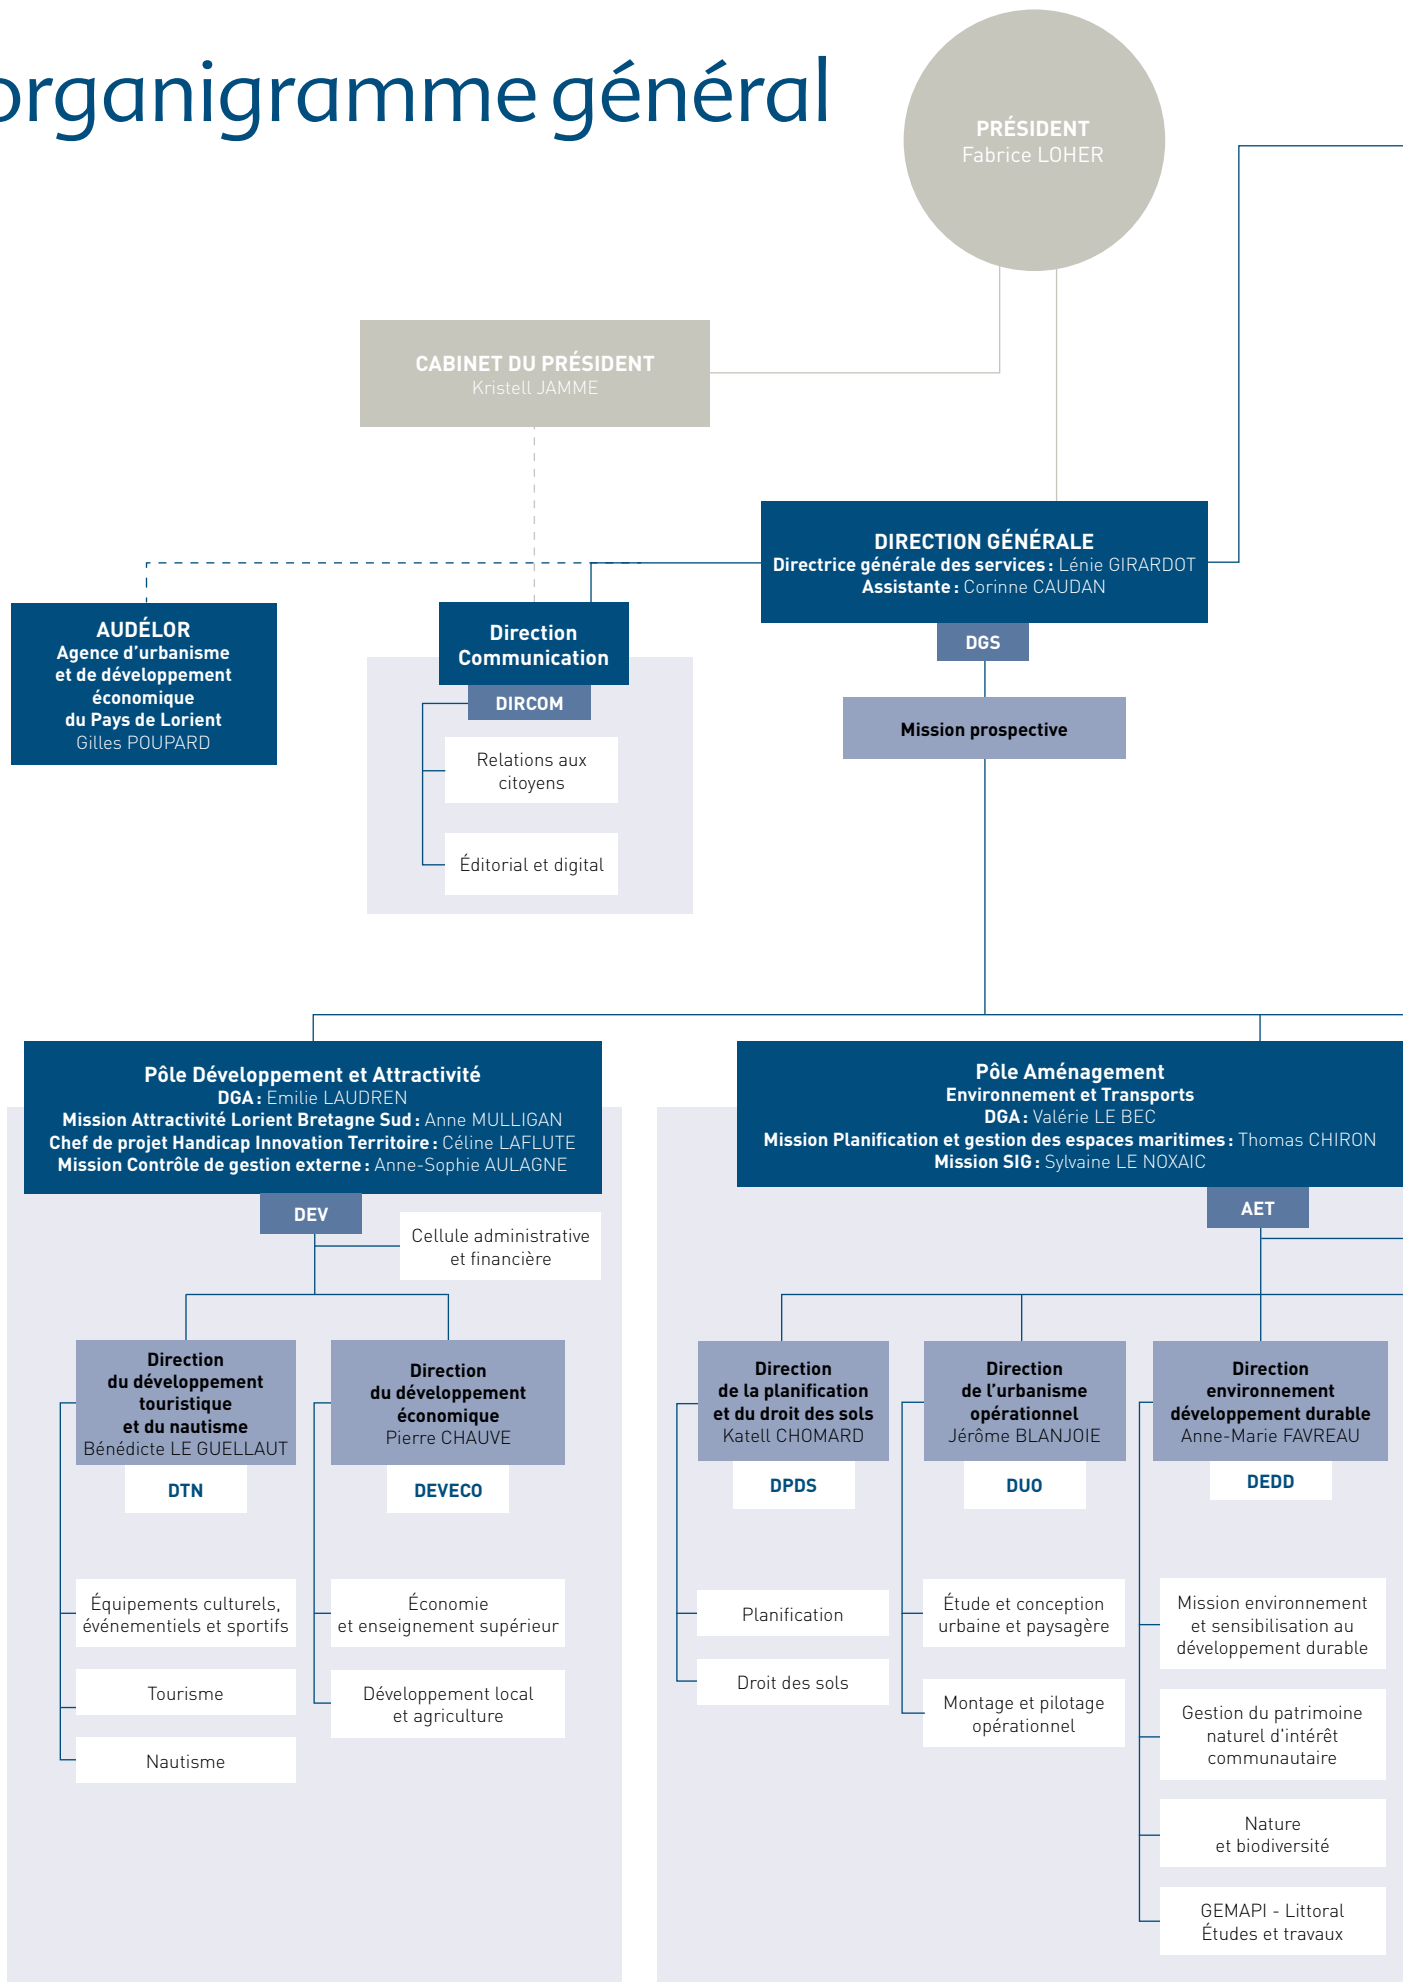 organigramme général
PRÉSIDENT
Fabrice LOHER
CABINET DU PRÉSIDENT
Kristell JAMME
DIRECTION GÉNÉRALE
Directrice générale des services : Lénie GIRARDOT
Assistante : Corinne CAUDAN
DGS
Mission prospective
AUDÉLOR
Agence d'urbanisme
et de développement
économique
du Pays de Lorient
Gilles POUPARD
Direction
Communication
DIRCOM
Relations aux
citoyens
Éditorial et digital
Pôle Développement et Attractivité
DGA : Emilie LAUDREN
Mission Attractivité Lorient Bretagne Sud : Anne MULLIGAN
Chef de projet Handicap Innovation Territoire : Céline LAFLUTE
Mission Contrôle de gestion externe : Anne-Sophie AULAGNE
DEV
Cellule administrative
et financière
Direction
du développement
touristique
et du nautisme
Bénédicte LE GUELLAUT
DTN
Équipements culturels,
événementiels et sportifs
Tourisme
Nautisme
Direction
du développement
économique
Pierre CHAUVE
DEVECO
Économie
et enseignement supérieur
Développement local
et agriculture
Pôle Aménagement
Environnement et Transports
DGA : Valérie LE BEC
Mission Planification et gestion des espaces maritimes : Thomas CHIRON
Mission SIG : Sylvaine LE NOXAIC
AET
Direction
de la planification
et du droit des sols
Katell CHOMARD
DPDS
Planification
Droit des sols
Direction
de l'urbanisme
opérationnel
Jérôme BLANJOIE
DUO
Étude et conception
urbaine et paysagère
Montage et pilotage
opérationnel
Direction
environnement
développement durable
Anne-Marie FAVREAU
DEDD
Mission environnement
et sensibilisation au
développement durable
Gestion du patrimoine
naturel d'intérêt
communautaire
Nature
et biodiversité
GEMAPI - Littoral
Études et travaux